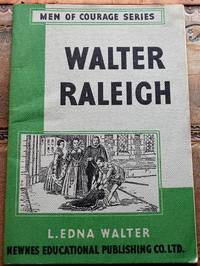 MEN OF COURAGE SERIES
WALTER
RALEIGH
L. EDNA WALTER
NEWNES EDUCATIONAL PUBLISHING CO. LTD.